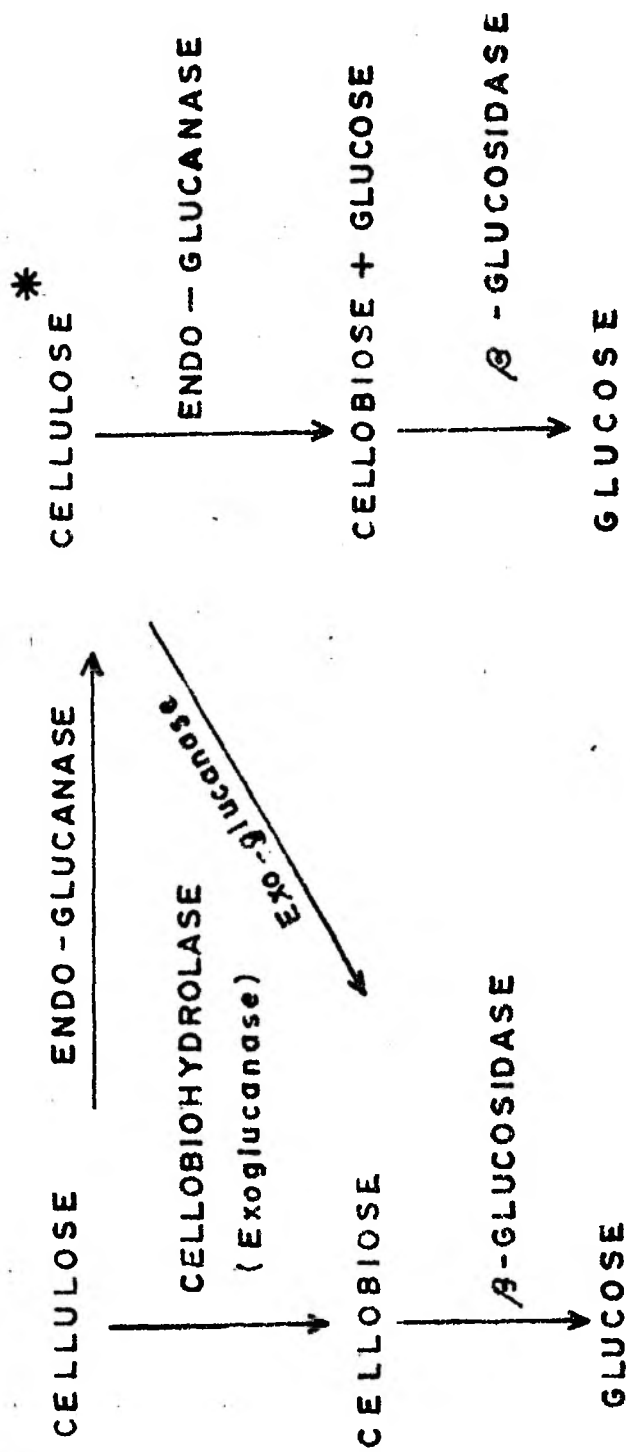 CELLULOSE ENDO-GLUCANASE CELLULOSE *
CELLOBIOHYDROLASE
(Exoglucanase)
Exo-glucanase
ENDO-GLUCANASE
CELLOBIOSE CELLOBIOSE + GLUCOSE
β-GLUCOSIDASE β-GLUCOSIDASE
GLUCOSE GLUCOSE